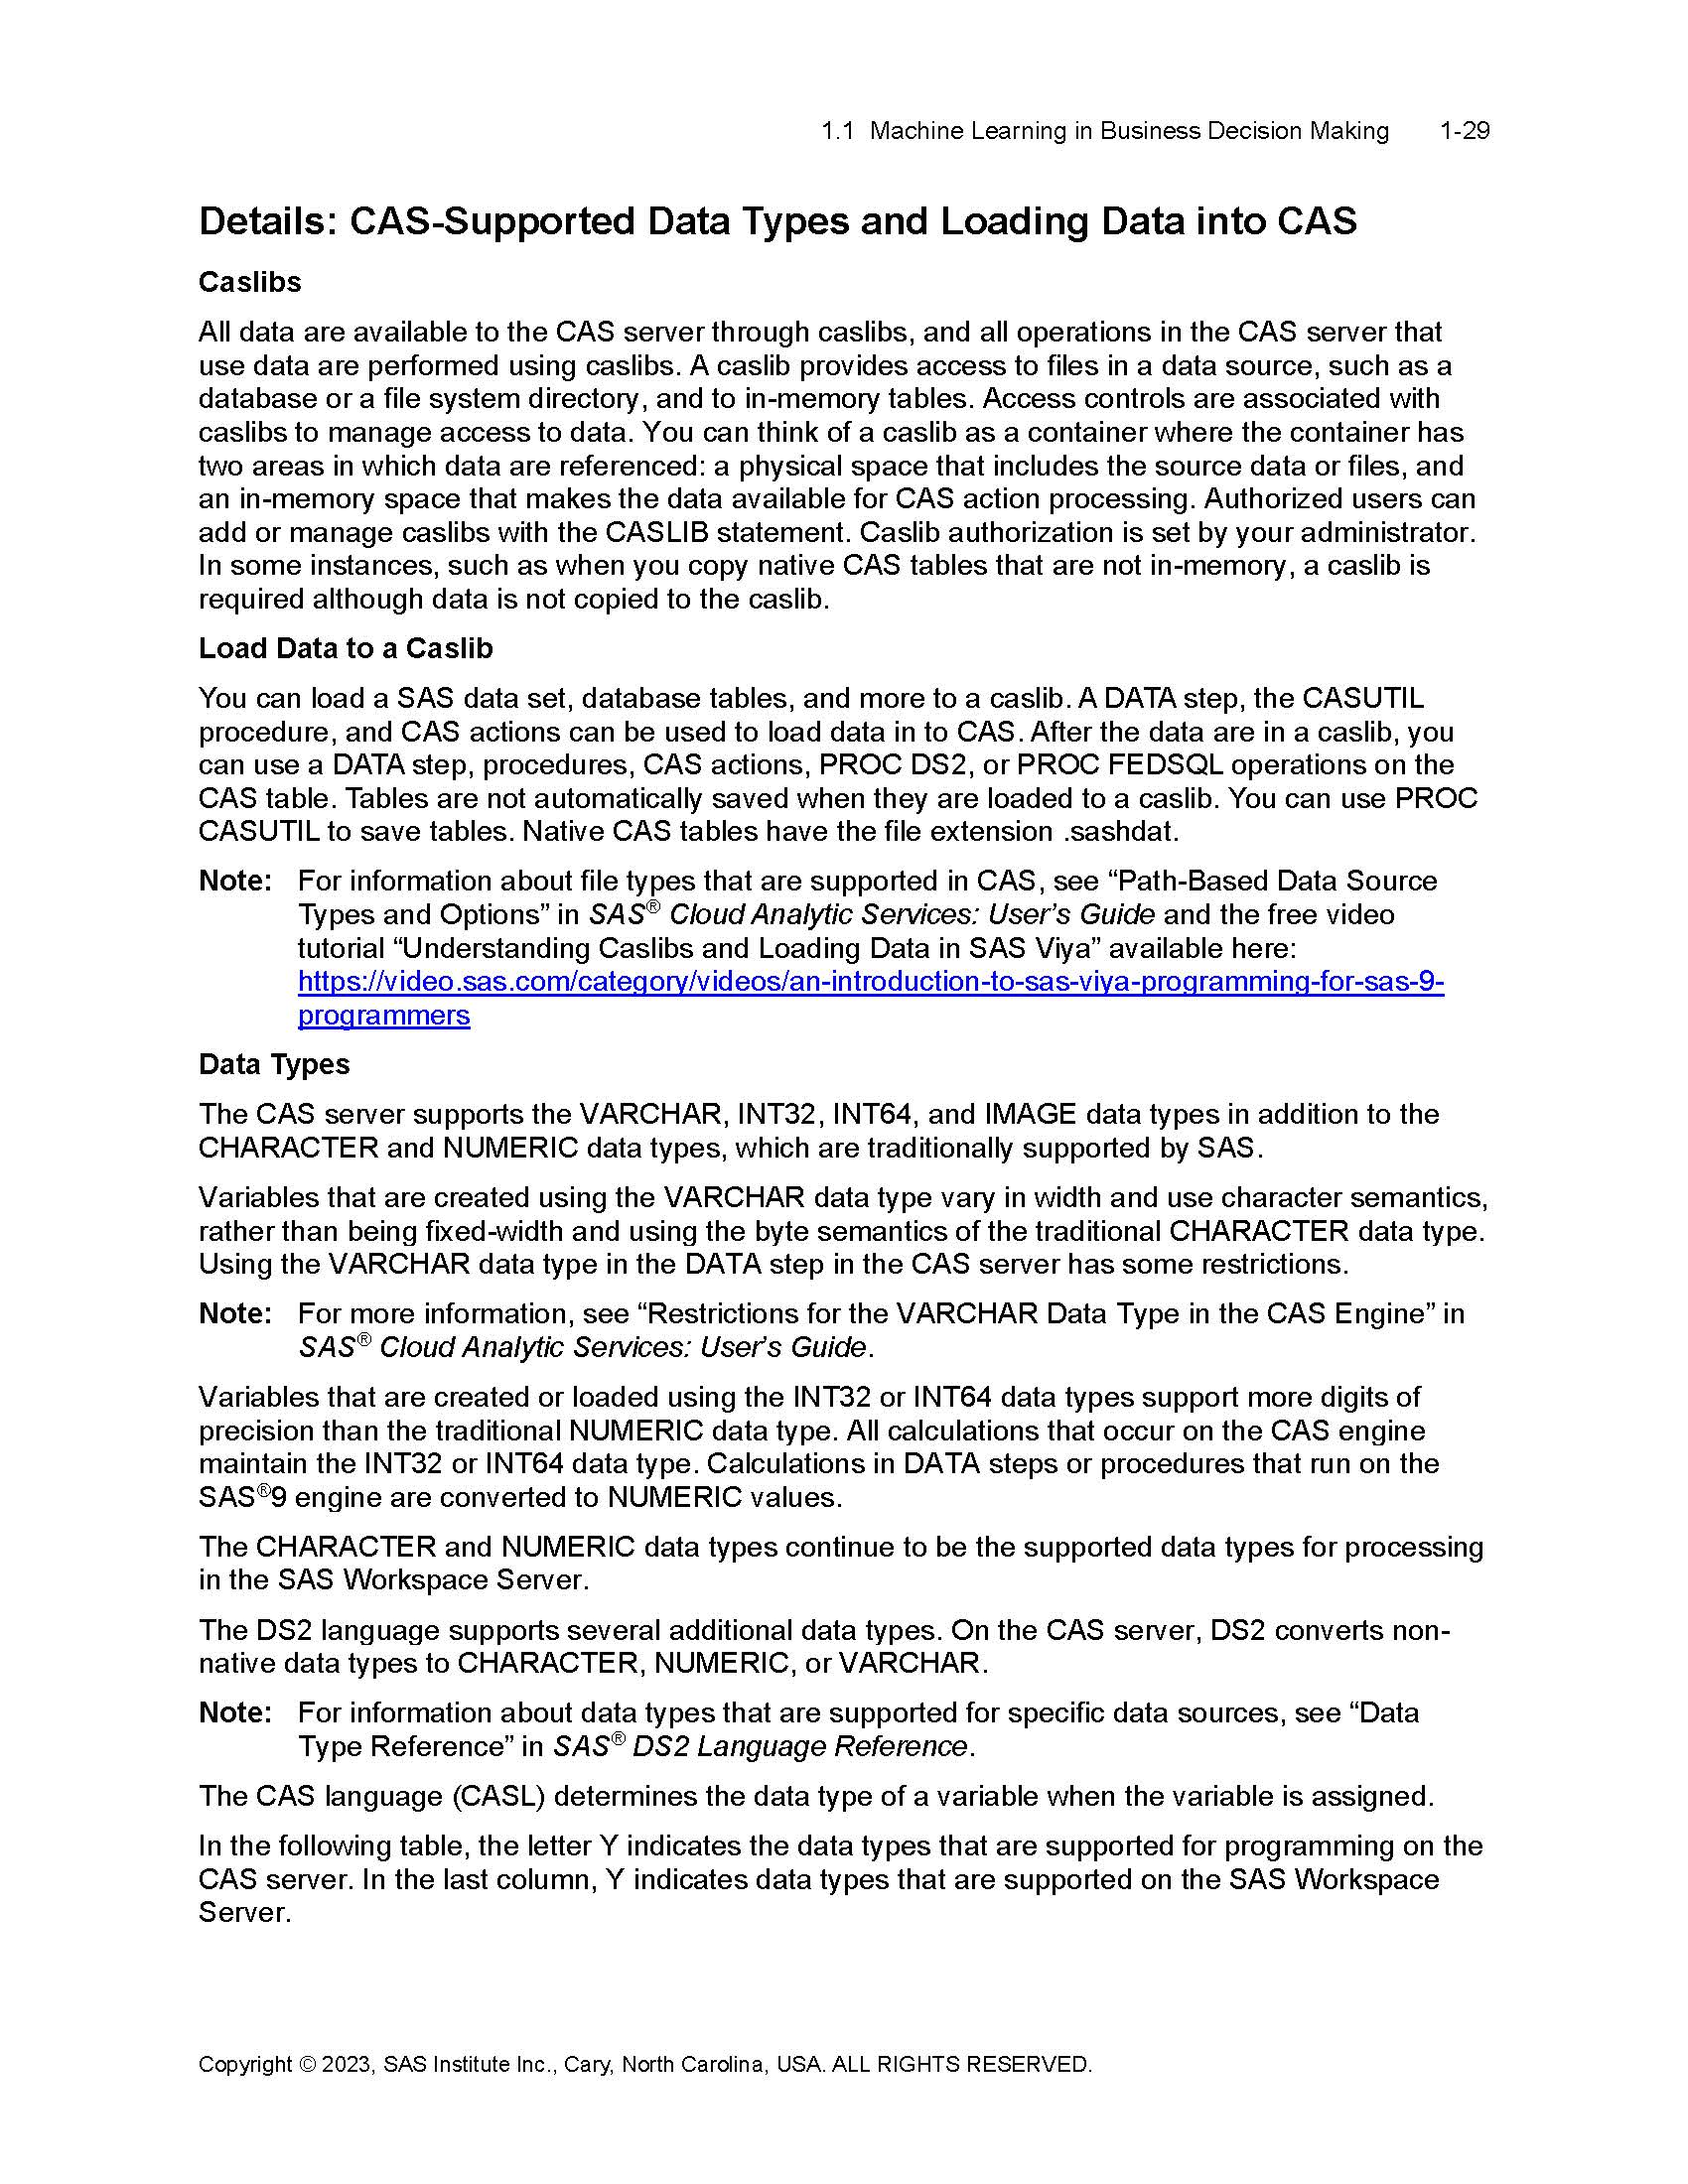 1.1 Machine Learning in Business Decision Making 1-29
Details: CAS-Supported Data Types and Loading Data into CAS
Caslibs
All data are available to the CAS server through caslibs, and all operations in the CAS server that
use data are performed using caslibs. A caslib provides access to files in a data source, such as a
database or a file system directory, and to in-memory tables. Access controls are associated with
caslibs to manage access to data. You can think of a caslib as a container where the container has
two areas in which data are referenced: a physical space that includes the source data or files, and
an in-memory space that makes the data available for CAS action processing. Authorized users can
add or manage caslibs with the CASLIB statement. Caslib authorization is set by your administrator.
In some instances, such as when you copy native CAS tables that are not in-memory, a caslib is
required although data is not copied to the caslib.
Load Data to a Caslib
You can load a SAS data set, database tables, and more to a caslib. A DATA step, the CASUTIL
procedure, and CAS actions can be used to load data in to CAS. After the data are in a caslib, you
can use a DATA step, procedures, CAS actions, PROC DS2, or PROC FEDSQL operations on the
CAS table. Tables are not automatically saved when they are loaded to a caslib. You can use PROC
CASUTIL to save tables. Native CAS tables have the file extension .sashdat.
Note: For information about file types that are supported in CAS, see “Path-Based Data Source
Types and Options” in SAS® Cloud Analytic Services: User’s Guide and the free video
tutorial “Understanding Caslibs and Loading Data in SAS Viya” available here:
https://video.sas.com/category/videos/an-introduction-to-sas-viya-programming-for-sas-9-
programmers
Data Types
The CAS server supports the VARCHAR, INT32, INT64, and IMAGE data types in addition to the
CHARACTER and NUMERIC data types, which are traditionally supported by SAS.
Variables that are created using the VARCHAR data type vary in width and use character semantics,
rather than being fixed-width and using the byte semantics of the traditional CHARACTER data type.
Using the VARCHAR data type in the DATA step in the CAS server has some restrictions.
Note: For more information, see “Restrictions for the VARCHAR Data Type in the CAS Engine” in
SAS® Cloud Analytic Services: User’s Guide.
Variables that are created or loaded using the INT32 or INT64 data types support more digits of
precision than the traditional NUMERIC data type. All calculations that occur on the CAS engine
maintain the INT32 or INT64 data type. Calculations in DATA steps or procedures that run on the
SAS®9 engine are converted to NUMERIC values.
The CHARACTER and NUMERIC data types continue to be the supported data types for processing
in the SAS Workspace Server.
The DS2 language supports several additional data types. On the CAS server, DS2 converts non-
native data types to CHARACTER, NUMERIC, or VARCHAR.
Note: For information about data types that are supported for specific data sources, see “Data
Type Reference” in SAS® DS2 Language Reference.
The CAS language (CASL) determines the data type of a variable when the variable is assigned.
In the following table, the letter Y indicates the data types that are supported for programming on the
CAS server. In the last column, Y indicates data types that are supported on the SAS Workspace
Server.
Copyright © 2023, SAS Institute Inc., Cary, North Carolina, USA. ALL RIGHTS RESERVED.